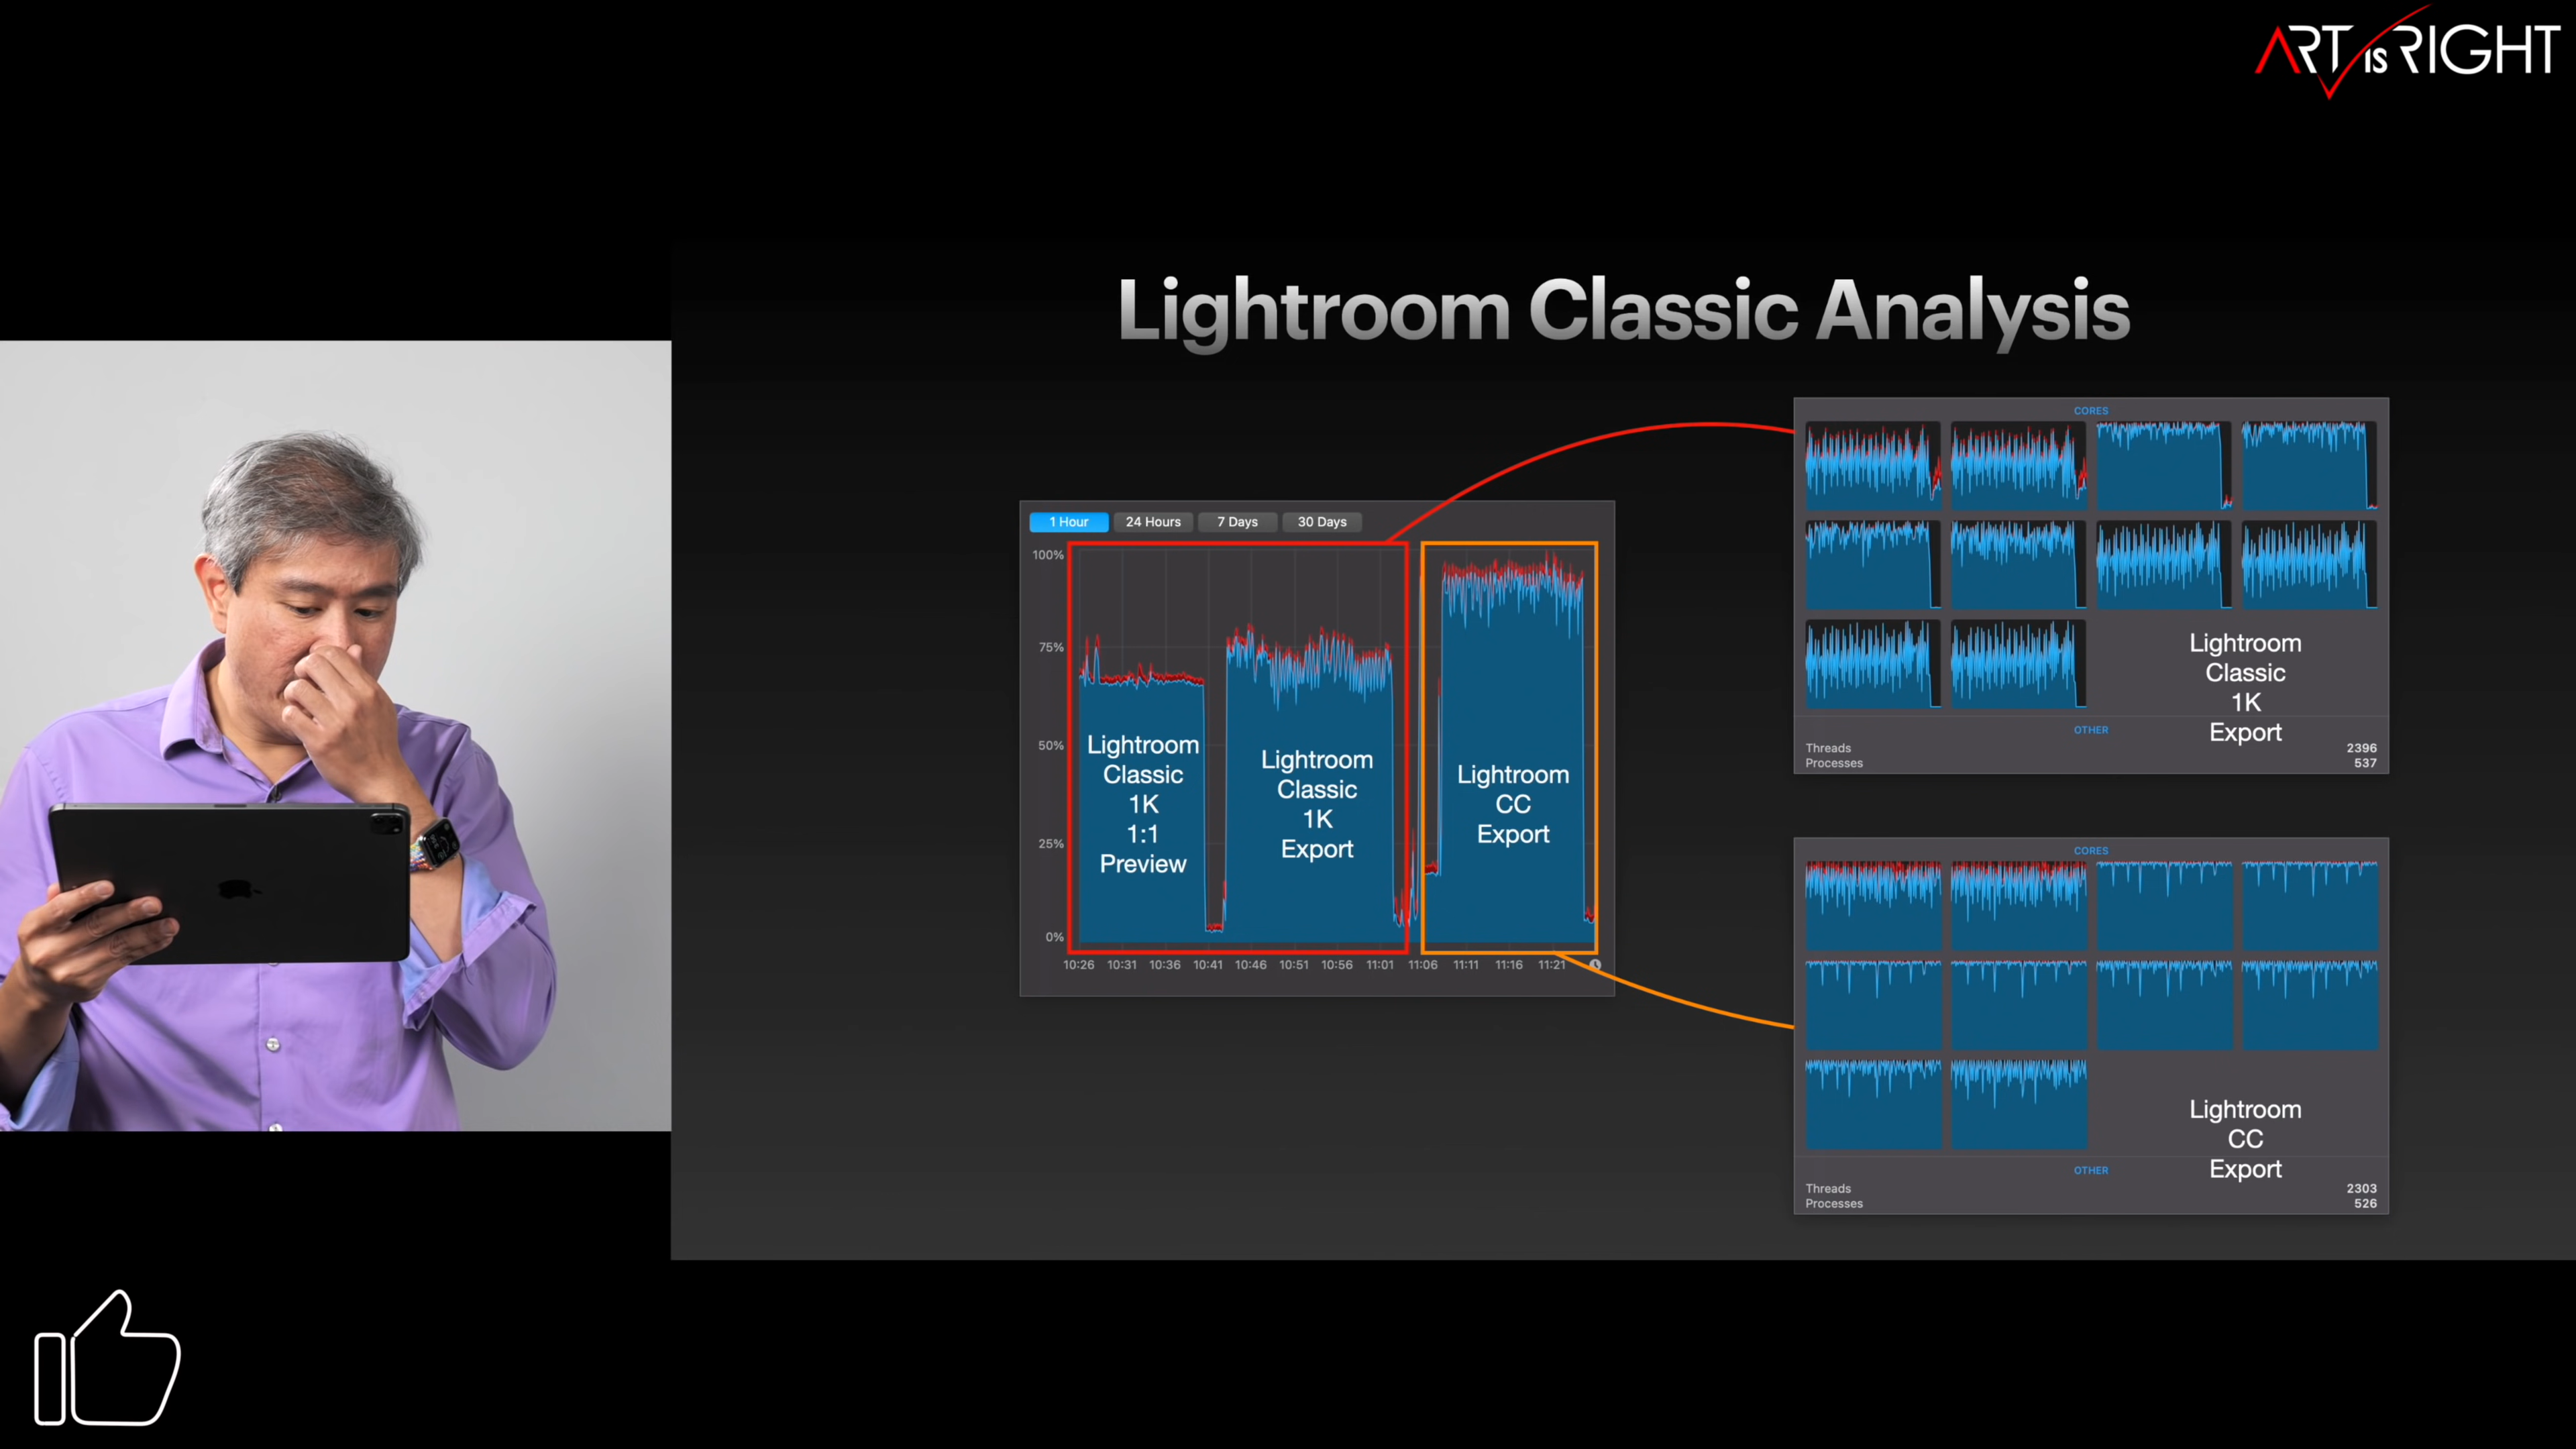 ART is RIGHT
Lightroom Classic Analysis
1 Hour
24 Hours
7 Days
30 Days
100%
75%
50%
25%
0%
Lightroom
Classic
1K
1:1
Preview
Lightroom
Classic
1K
Export
Lightroom
CC
Export
10:26
10:31
10:36
10:41
10:46
10:51
10:56
11:01
11:06
11:11
11:16
11:21
CORES
Lightroom
Classic
1K
Export
OTHER
Threads 2396
Processes 537
CORES
Lightroom
CC
Export
OTHER
Threads 2303
Processes 526